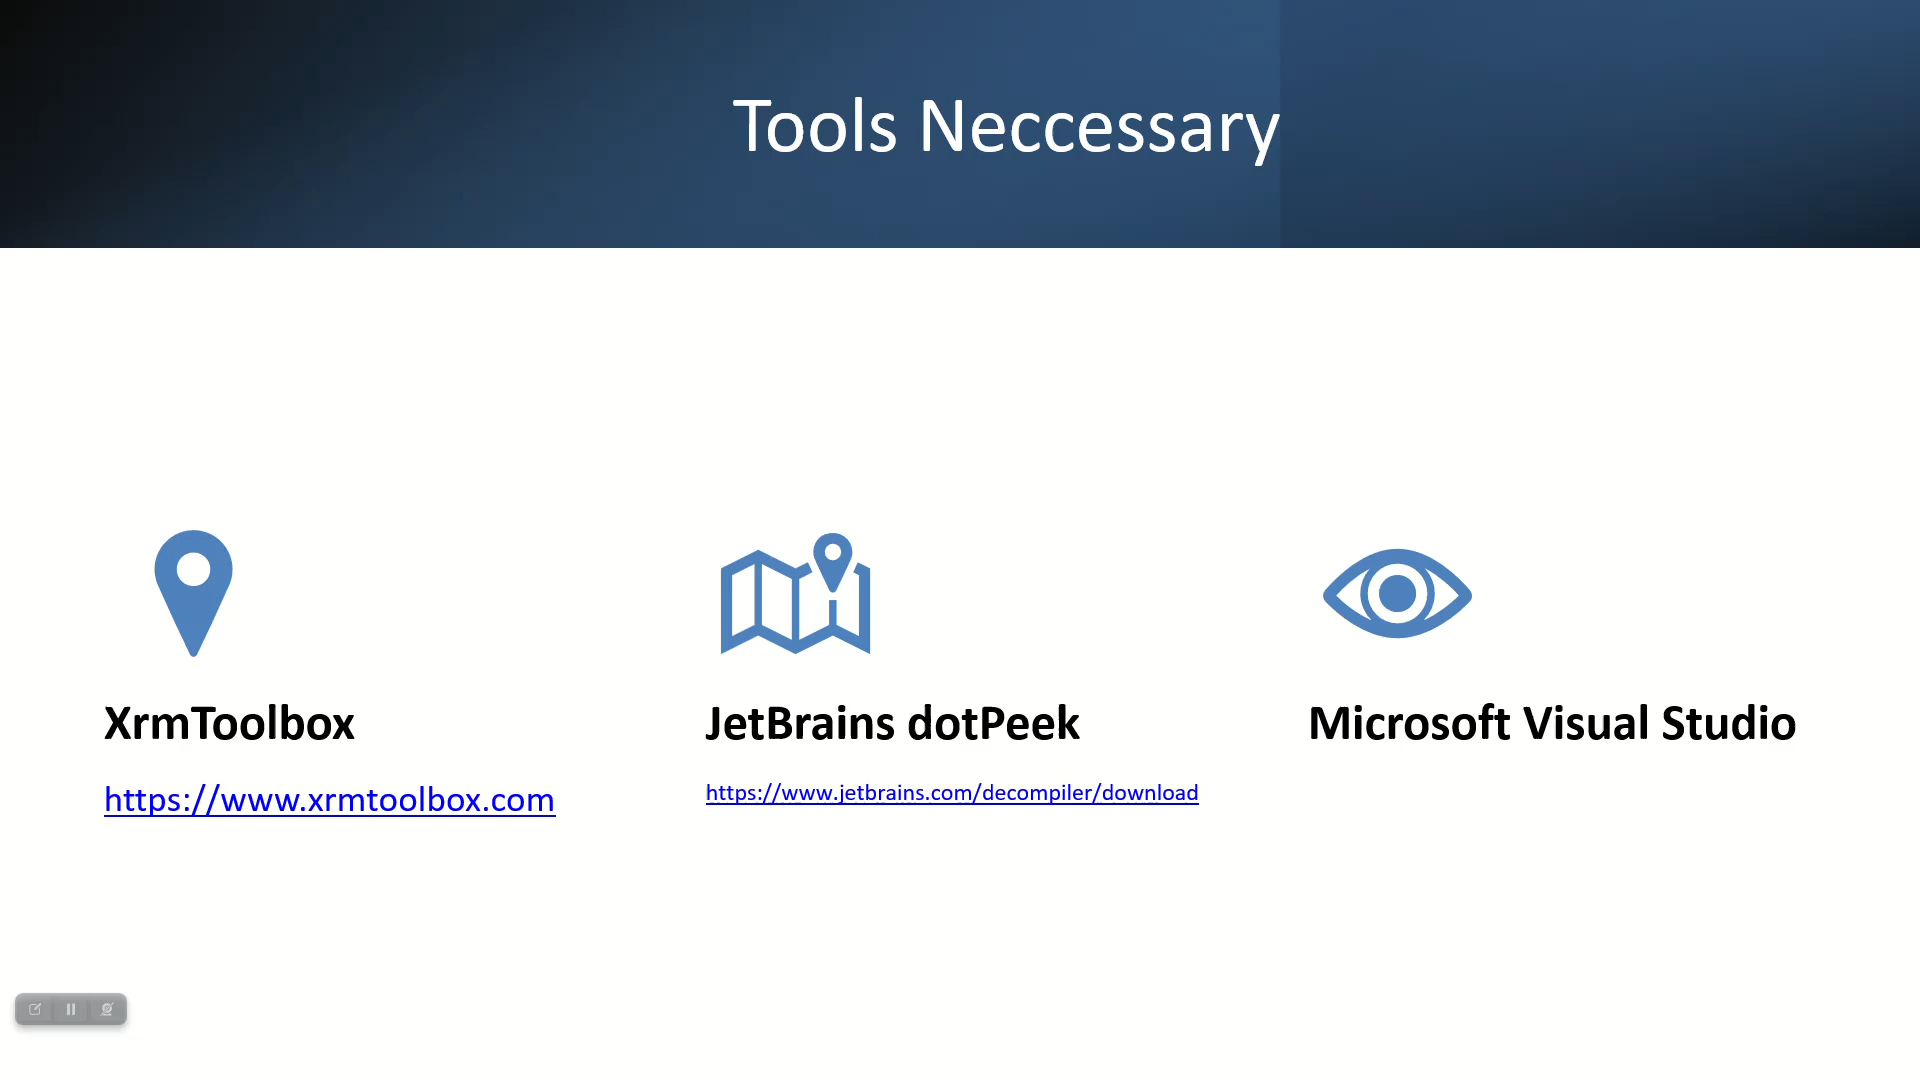 Tools Neccessary
XrmToolbox
https://www.xrmtoolbox.com
JetBrains dotPeek
https://www.jetbrains.com/decompiler/download
Microsoft Visual Studio